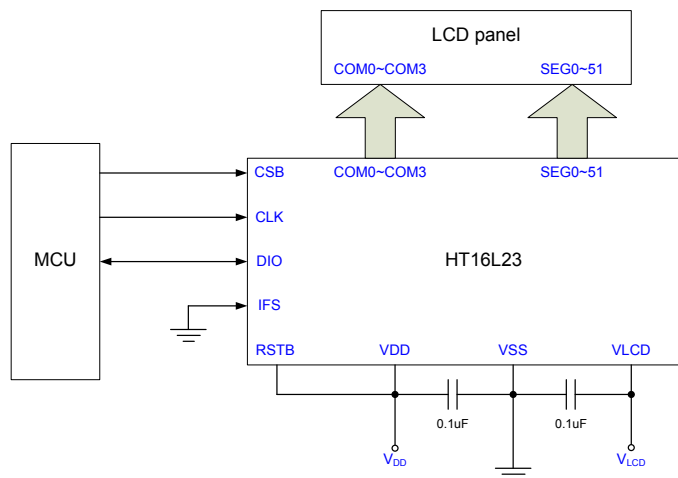 LCD panel
COM0~COM3 SEG0~51
COM0~COM3 SEG0~51
CSB
CLK
MCU
DIO
HT16L23
IFS
RSTB VDD VSS VLCD
0.1uF 0.1uF
VDD VLCD